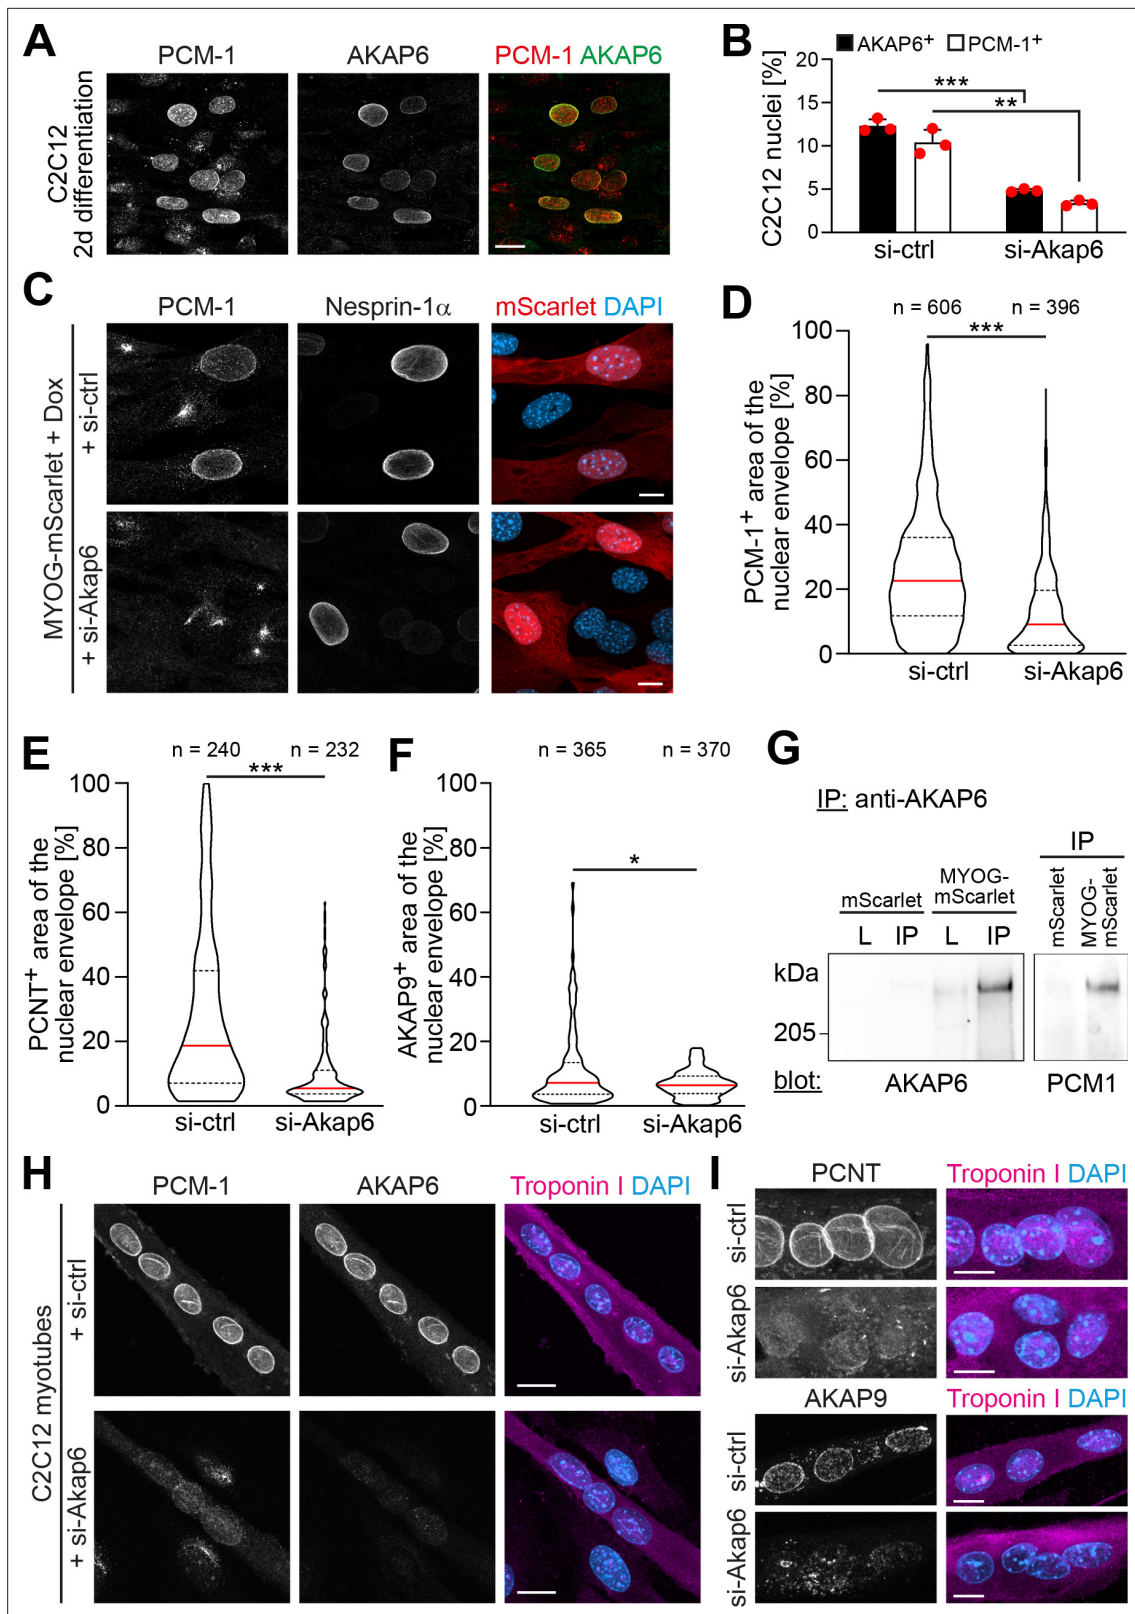 A
PCM-1
AKAP6
PCM-1 AKAP6
C2C12
2d differentiation
B
AKAP6⁺ PCM-1⁺
C2C12 nuclei [%]
20
15
10
5
0
***
**
si-ctrl
si-Akap6
C
PCM-1
Nesprin-1α
mScarlet DAPI
MYOG-mScarlet + Dox
+ si-ctrl
+ si-Akap6
D
n = 606
n = 396
***
PCM-1⁺ area of the
nuclear envelope [%]
100
80
60
40
20
0
si-ctrl
si-Akap6
E
n = 240
n = 232
***
PCNT⁺ area of the
nuclear envelope [%]
100
80
60
40
20
0
si-ctrl
si-Akap6
F
n = 365
n = 370
*
AKAP9⁺ area of the
nuclear envelope [%]
100
80
60
40
20
0
si-ctrl
si-Akap6
G
IP: anti-AKAP6
IP
mScarlet
MYOG-
mScarlet
mScarlet
MYOG-
mScarlet
L
IP
L
IP
kDa
205
blot:
AKAP6
PCM1
H
PCM-1
AKAP6
Troponin I DAPI
C2C12 myotubes
+ si-ctrl
+ si-Akap6
I
PCNT
Troponin I DAPI
si-ctrl
si-Akap6
AKAP9
Troponin I DAPI
si-ctrl
si-Akap6